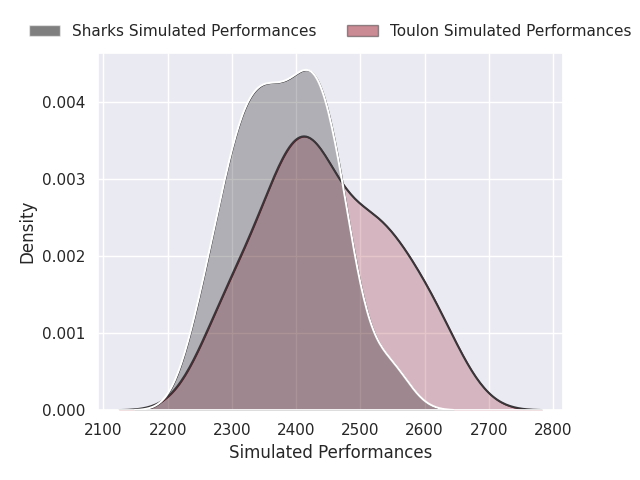 Sharks Simulated Performances Toulon Simulated Performances
0.004
0.003
0.002
0.001
0.000
Density
2100 2200 2300 2400 2500 2600 2700 2800
Simulated Performances